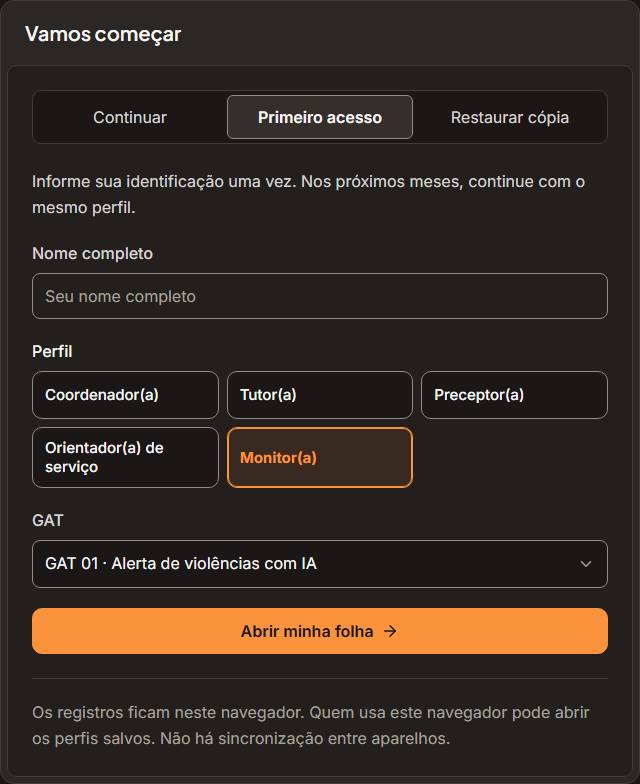 Vamos começar
Continuar
Primeiro acesso
Restaurar cópia
Informe sua identificação uma vez. Nos próximos meses, continue com o
mesmo perfil.
Nome completo
Seu nome completo
Perfil
Coordenador(a)
Tutor(a)
Preceptor(a)
Orientador(a) de
serviço
Monitor(a)
GAT
GAT 01 · Alerta de violências com IA
Abrir minha folha →
Os registros ficam neste navegador. Quem usa este navegador pode abrir
os perfis salvos. Não há sincronização entre aparelhos.